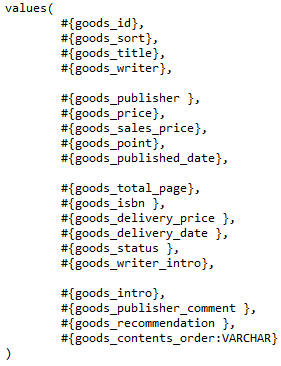 values(
#{goods_id},
#{goods_sort},
#{goods_title},
#{goods_writer},
#{goods_publisher },
#{goods_price},
#{goods_sales_price},
#{goods_point},
#{goods_published_date},
#{goods_total_page},
#{goods_isbn },
#{goods_delivery_price },
#{goods_delivery_date },
#{goods_status },
#{goods_writer_intro},
#{goods_intro},
#{goods_publisher_comment },
#{goods_recommendation },
#{goods_contents_order:VARCHAR}
)